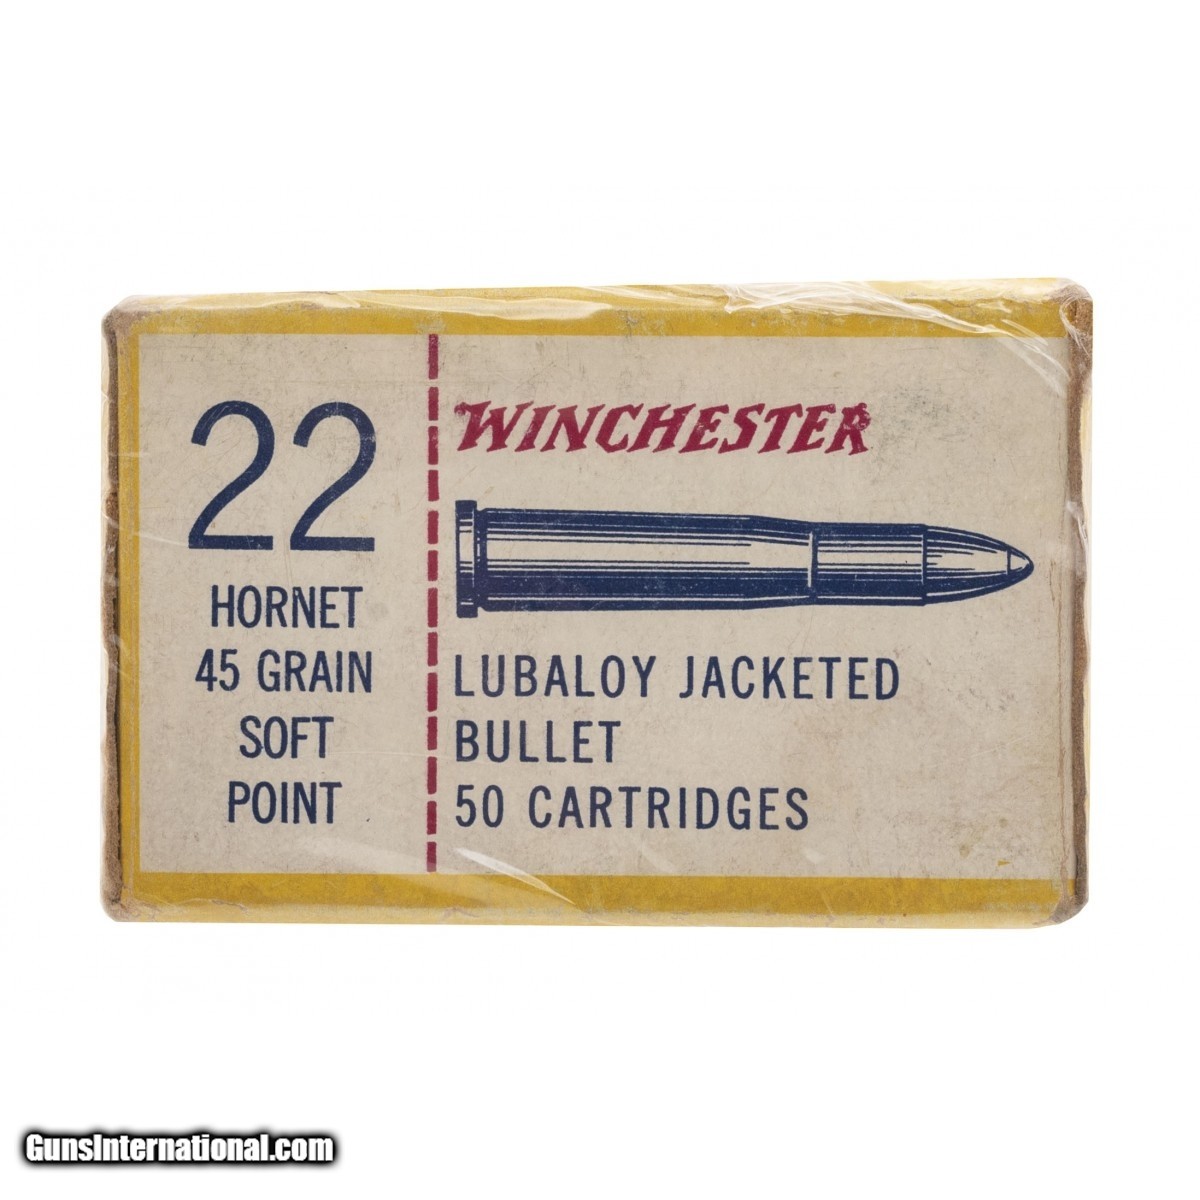 22
HORNET
45 GRAIN
SOFT
POINT
WINCHESTER
LUBALOY JACKETED
BULLET
50 CARTRIDGES
GunsInternational.com